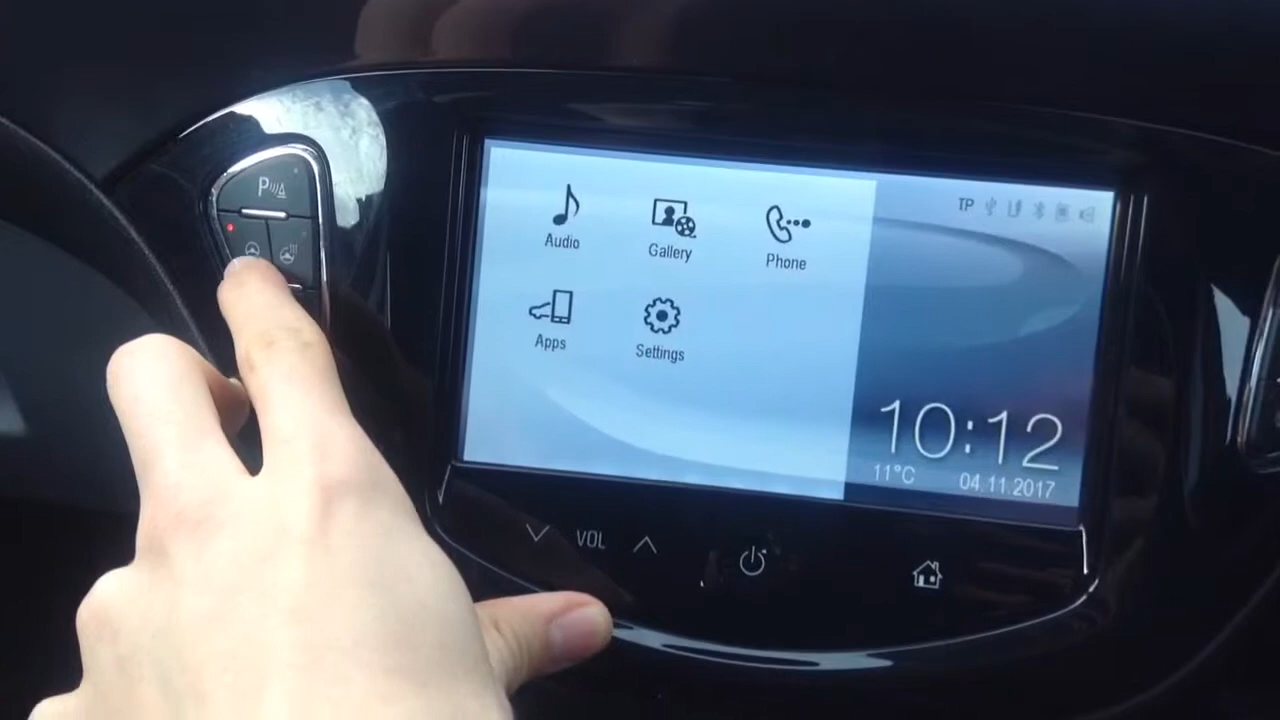 P
TP
Audio
Gallery
Phone
Apps
Settings
10:12
11°C 04.11.2017
VOL